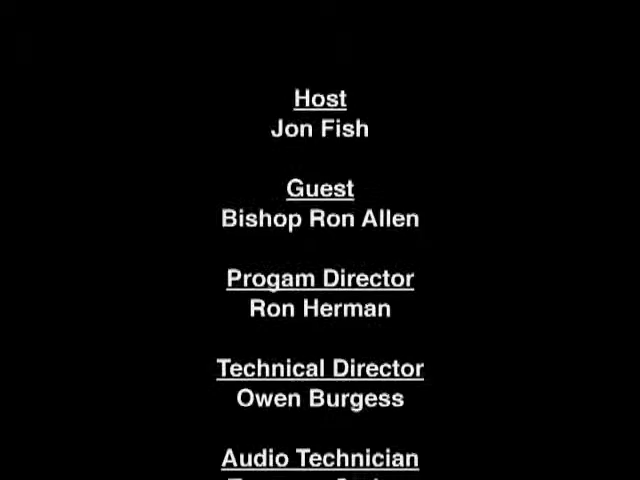 Host
Jon Fish
Guest
Bishop Ron Allen
Progam Director
Ron Herman
Technical Director
Owen Burgess
Audio Technician